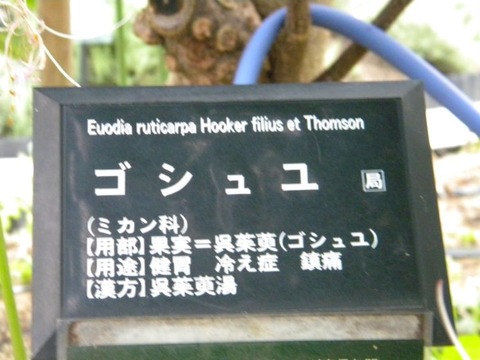 Euodia ruticarpa Hooker filius et Thomson
ゴシュユ 局
(ミカン科)
【用部】果実=呉茱萸(ゴシュユ)
【用途】健胃 冷え症 鎮痛
【漢方】呉茱萸湯